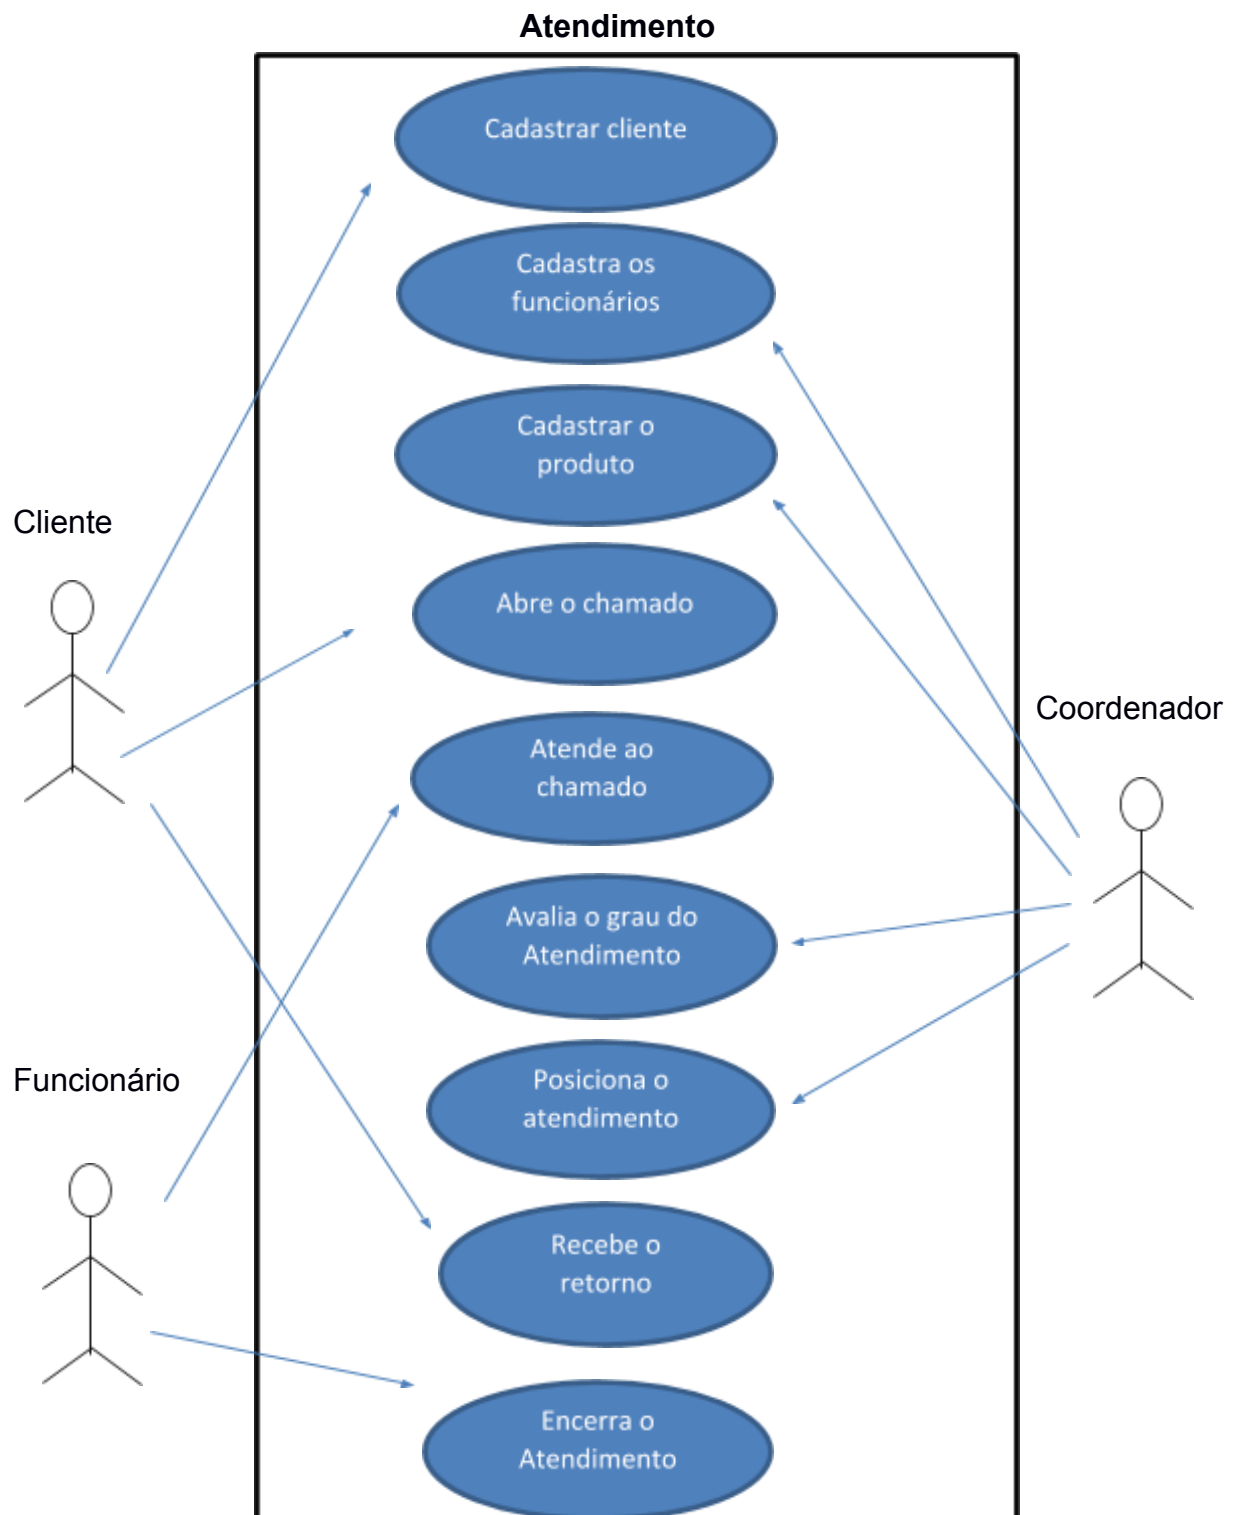 Atendimento
Cadastrar cliente
Cadastra os
funcionários
Cadastrar o
produto
Cliente
Abre o chamado
Coordenador
Atende ao
chamado
Avalia o grau do
Atendimento
Funcionário
Posiciona o
atendimento
Recebe o
retorno
Encerra o
Atendimento